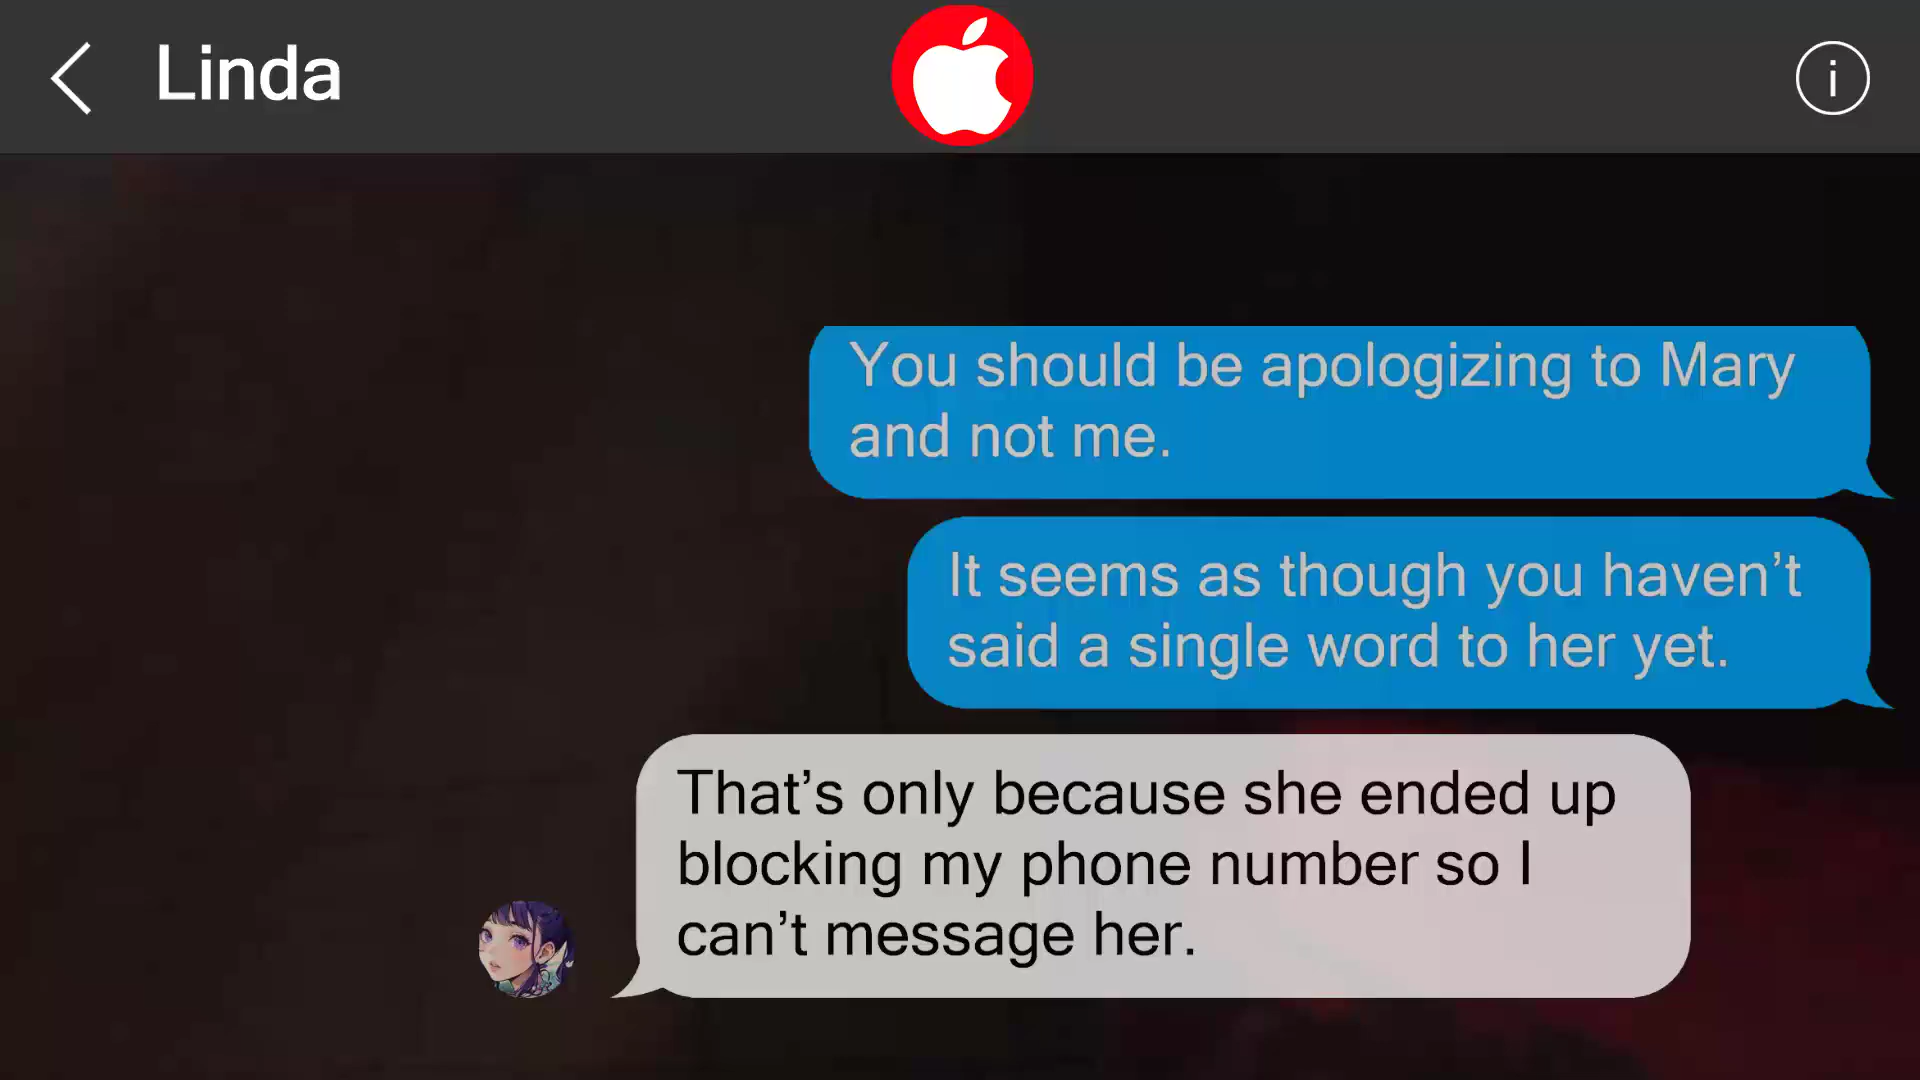 Linda
i
You should be apologizing to Mary
and not me.
It seems as though you haven’t
said a single word to her yet.
That’s only because she ended up
blocking my phone number so I
can’t message her.